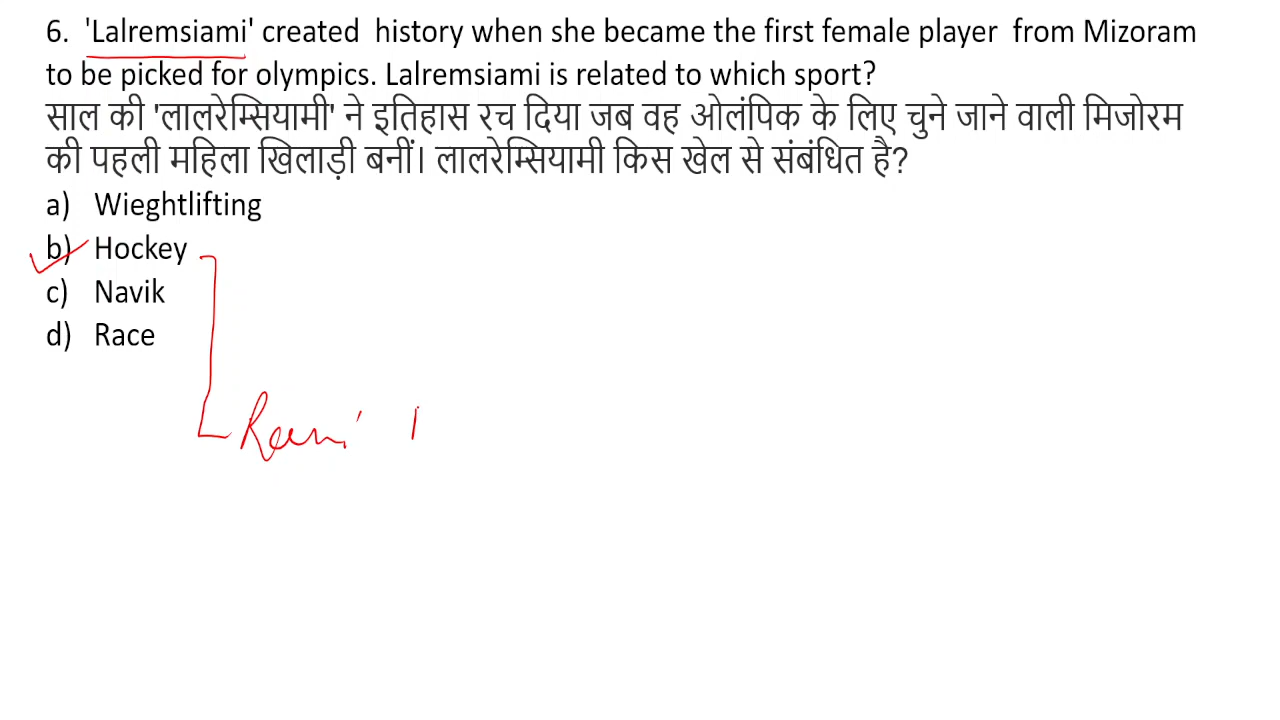 6. 'Lalremsiami' created history when she became the first female player from Mizoram
to be picked for olympics. Lalremsiami is related to which sport?
साल की 'लालरेम्सियामी' ने इतिहास रच दिया जब वह ओलंपिक के लिए चुने जाने वाली मिजोरम
की पहली महिला खिलाड़ी बनीं। लालरेम्सियामी किस खेल से संबंधित है?
a) Wieghtlifting
b) Hockey
c) Navik
d) Race